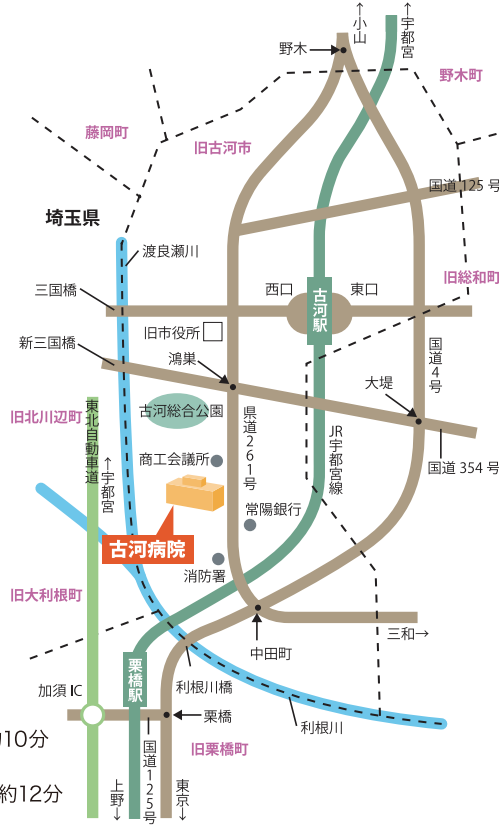 ↑小山
↑宇都宮
野木
野木町
藤岡町
旧古河市
国道125号
埼玉県
渡良瀬川
旧総和町
三国橋
西口
古河駅
東口
旧市役所
新三国橋
鴻巣
国道4号
大堤
古河総合公園
旧北川辺町
東北自動車道
↑宇都宮
県道261号
JR宇都宮線
国道354号
商工会議所
常陽銀行
古河病院
消防署
旧大利根町
三和→
中田町
栗橋駅
利根川橋
加須IC
栗橋
利根川
旧栗橋町
国道125号
10分
約12分
上野↓
東京↓